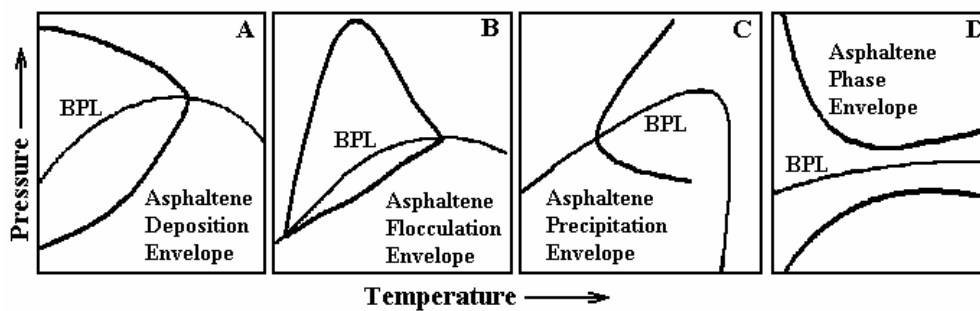 A
BPL
Asphaltene
Deposition
Envelope
B
BPL
Asphaltene
Flocculation
Envelope
C
BPL
Asphaltene
Precipitation
Envelope
D
Asphaltene
Phase
Envelope
BPL
Pressure
Temperature